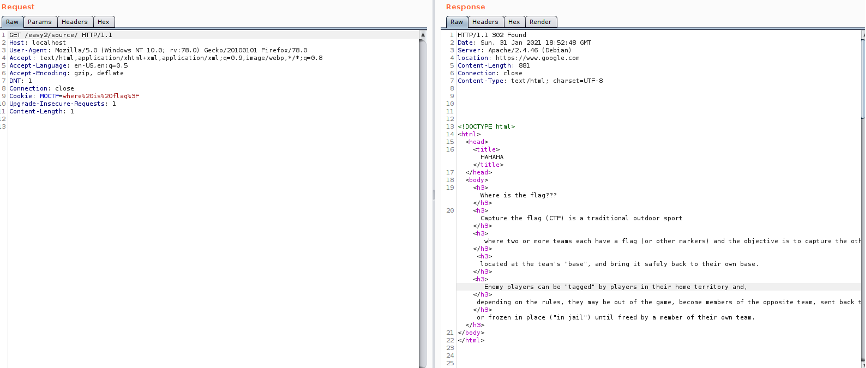 Request
Raw Params Headers Hex
1 GET /easy2/source/ HTTP/1.1
2 Host: localhost
3 User-Agent: Mozilla/5.0 (Windows NT 10.0; rv:78.0) Gecko/20100101 Firefox/78.0
4 Accept: text/html,application/xhtml+xml,application/xml;q=0.9,image/webp,*/*;q=0.8
5 Accept-Language: en-US,en;q=0.5
6 Accept-Encoding: gzip, deflate
7 DNT: 1
8 Connection: close
9 Cookie: MOCTF=where%20is%20flag%3F
10 Upgrade-Insecure-Requests: 1
11 Content-Length: 1
12
13
Response
Raw Headers Hex Render
1 HTTP/1.1 302 Found
2 Date: Sun, 31 Jan 2021 18:52:48 GMT
3 Server: Apache/2.4.46 (Debian)
4 location: https://www.google.com
5 Content-Length: 881
6 Connection: close
7 Content-Type: text/html; charset=UTF-8
8
9
10
11
12
13 <!DOCTYPE html>
14 <html>
15 <head>
16 <title>
HAHAHA
</title>
17 </head>
18 <body>
19 <h3>
Where is the flag???
</h3>
20 <h3>
Capture the flag (CTF) is a traditional outdoor sport
</h3>
<h3>
where two or more teams each have a flag (or other markers) and the objective is to capture the oth
</h3>
<h3>
located at the team's "base", and bring it safely back to their own base.
</h3>
<h3>
Enemy players can be "tagged" by players in their home territory and,
</h3>
depending on the rules, they may be out of the game, become members of the opposite team, sent back t
</h3>
or frozen in place ("in jail") until freed by a member of their own team.
</h3>
21 </body>
22 </html>
23
24
25